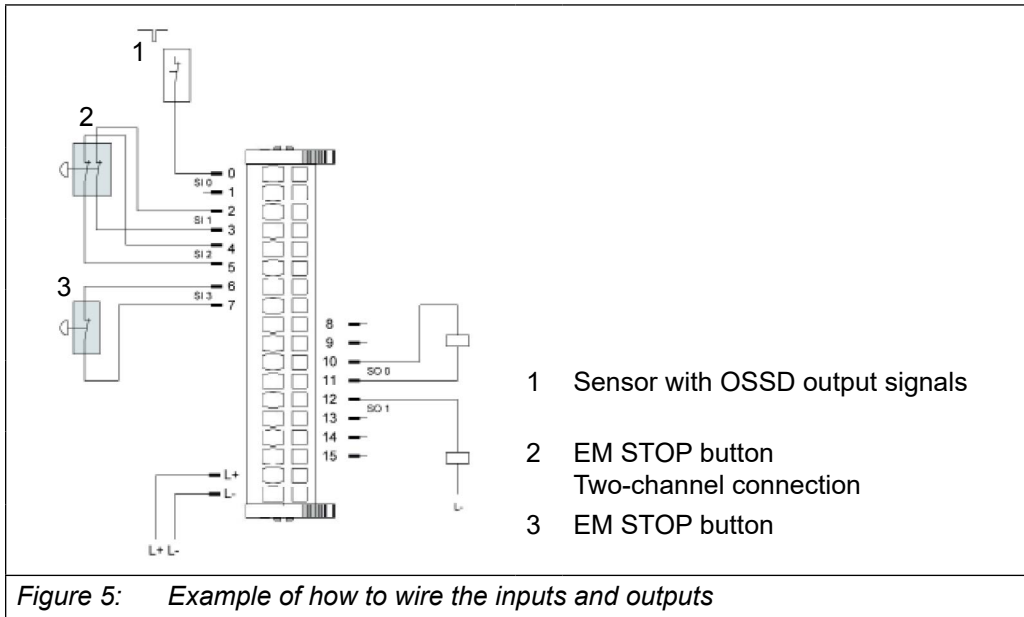 1
2
SI 0
0
1
SI 1
2
3
SI 2
4
5
3
SI 3
6
7
8
9
10
SO 0
11
12
SO 1
13
14
15
L+
L-
L+ L-
L-
1 Sensor with OSSD output signals
2 EM STOP button
Two-channel connection
3 EM STOP button
Figure 5: Example of how to wire the inputs and outputs